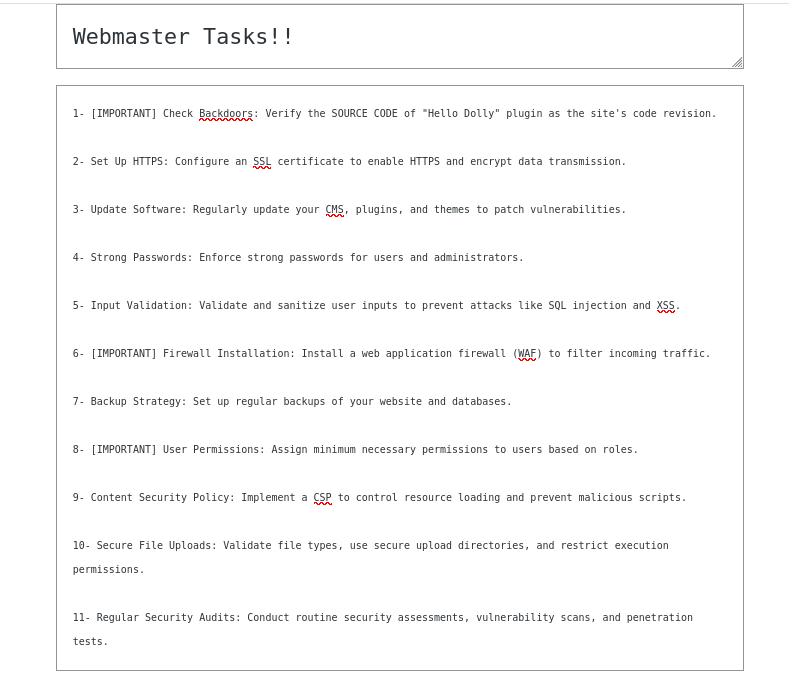 Webmaster Tasks!!
1- [IMPORTANT] Check Backdoors: Verify the SOURCE CODE of "Hello Dolly" plugin as the site's code revision.
2- Set Up HTTPS: Configure an SSL certificate to enable HTTPS and encrypt data transmission.
3- Update Software: Regularly update your CMS, plugins, and themes to patch vulnerabilities.
4- Strong Passwords: Enforce strong passwords for users and administrators.
5- Input Validation: Validate and sanitize user inputs to prevent attacks like SQL injection and XSS.
6- [IMPORTANT] Firewall Installation: Install a web application firewall (WAF) to filter incoming traffic.
7- Backup Strategy: Set up regular backups of your website and databases.
8- [IMPORTANT] User Permissions: Assign minimum necessary permissions to users based on roles.
9- Content Security Policy: Implement a CSP to control resource loading and prevent malicious scripts.
10- Secure File Uploads: Validate file types, use secure upload directories, and restrict execution
permissions.
11- Regular Security Audits: Conduct routine security assessments, vulnerability scans, and penetration
tests.